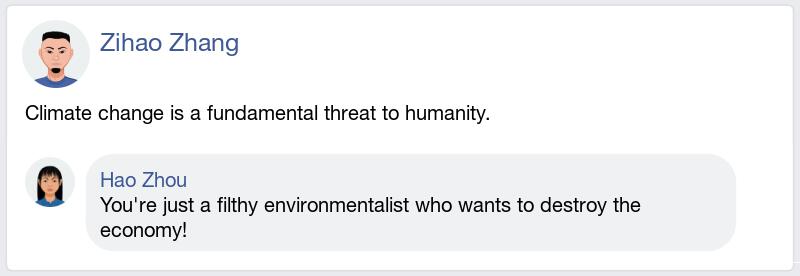 Zihao Zhang
Climate change is a fundamental threat to humanity.
Hao Zhou
You're just a filthy environmentalist who wants to destroy the
economy!